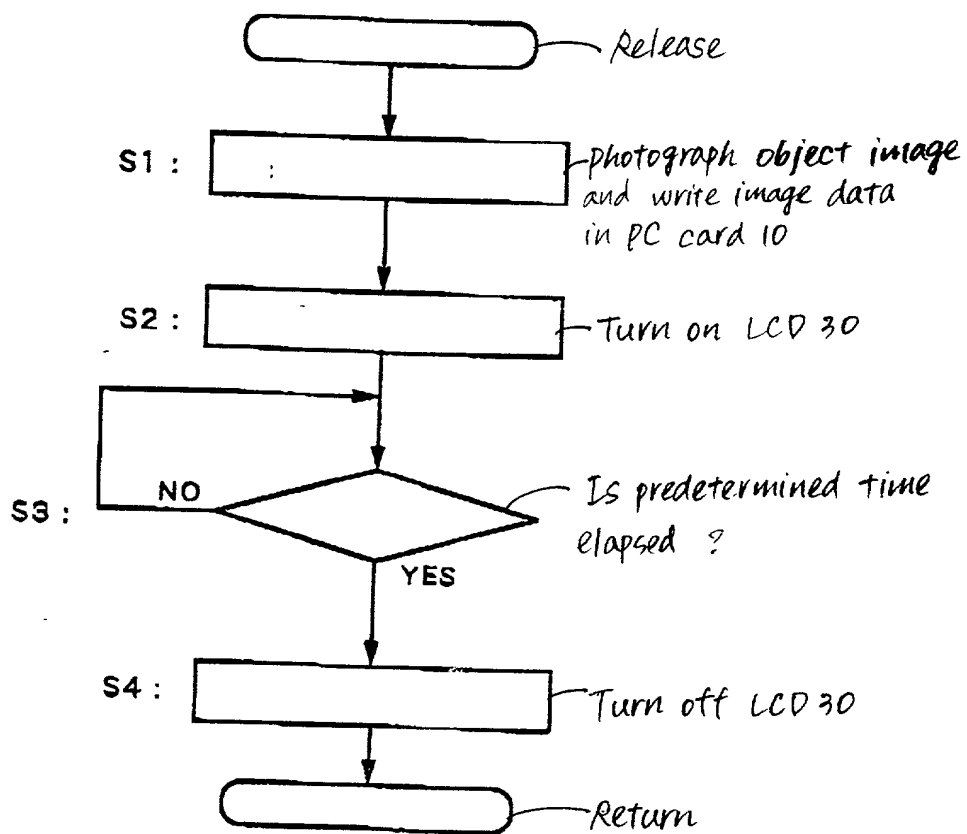 Release
S1 :
photograph object image
and write image data
in PC card 10
S2 :
Turn on LCD 30
NO
S3 :
Is predetermined time
elapsed ?
YES
S4 :
Turn off LCD 30
Return